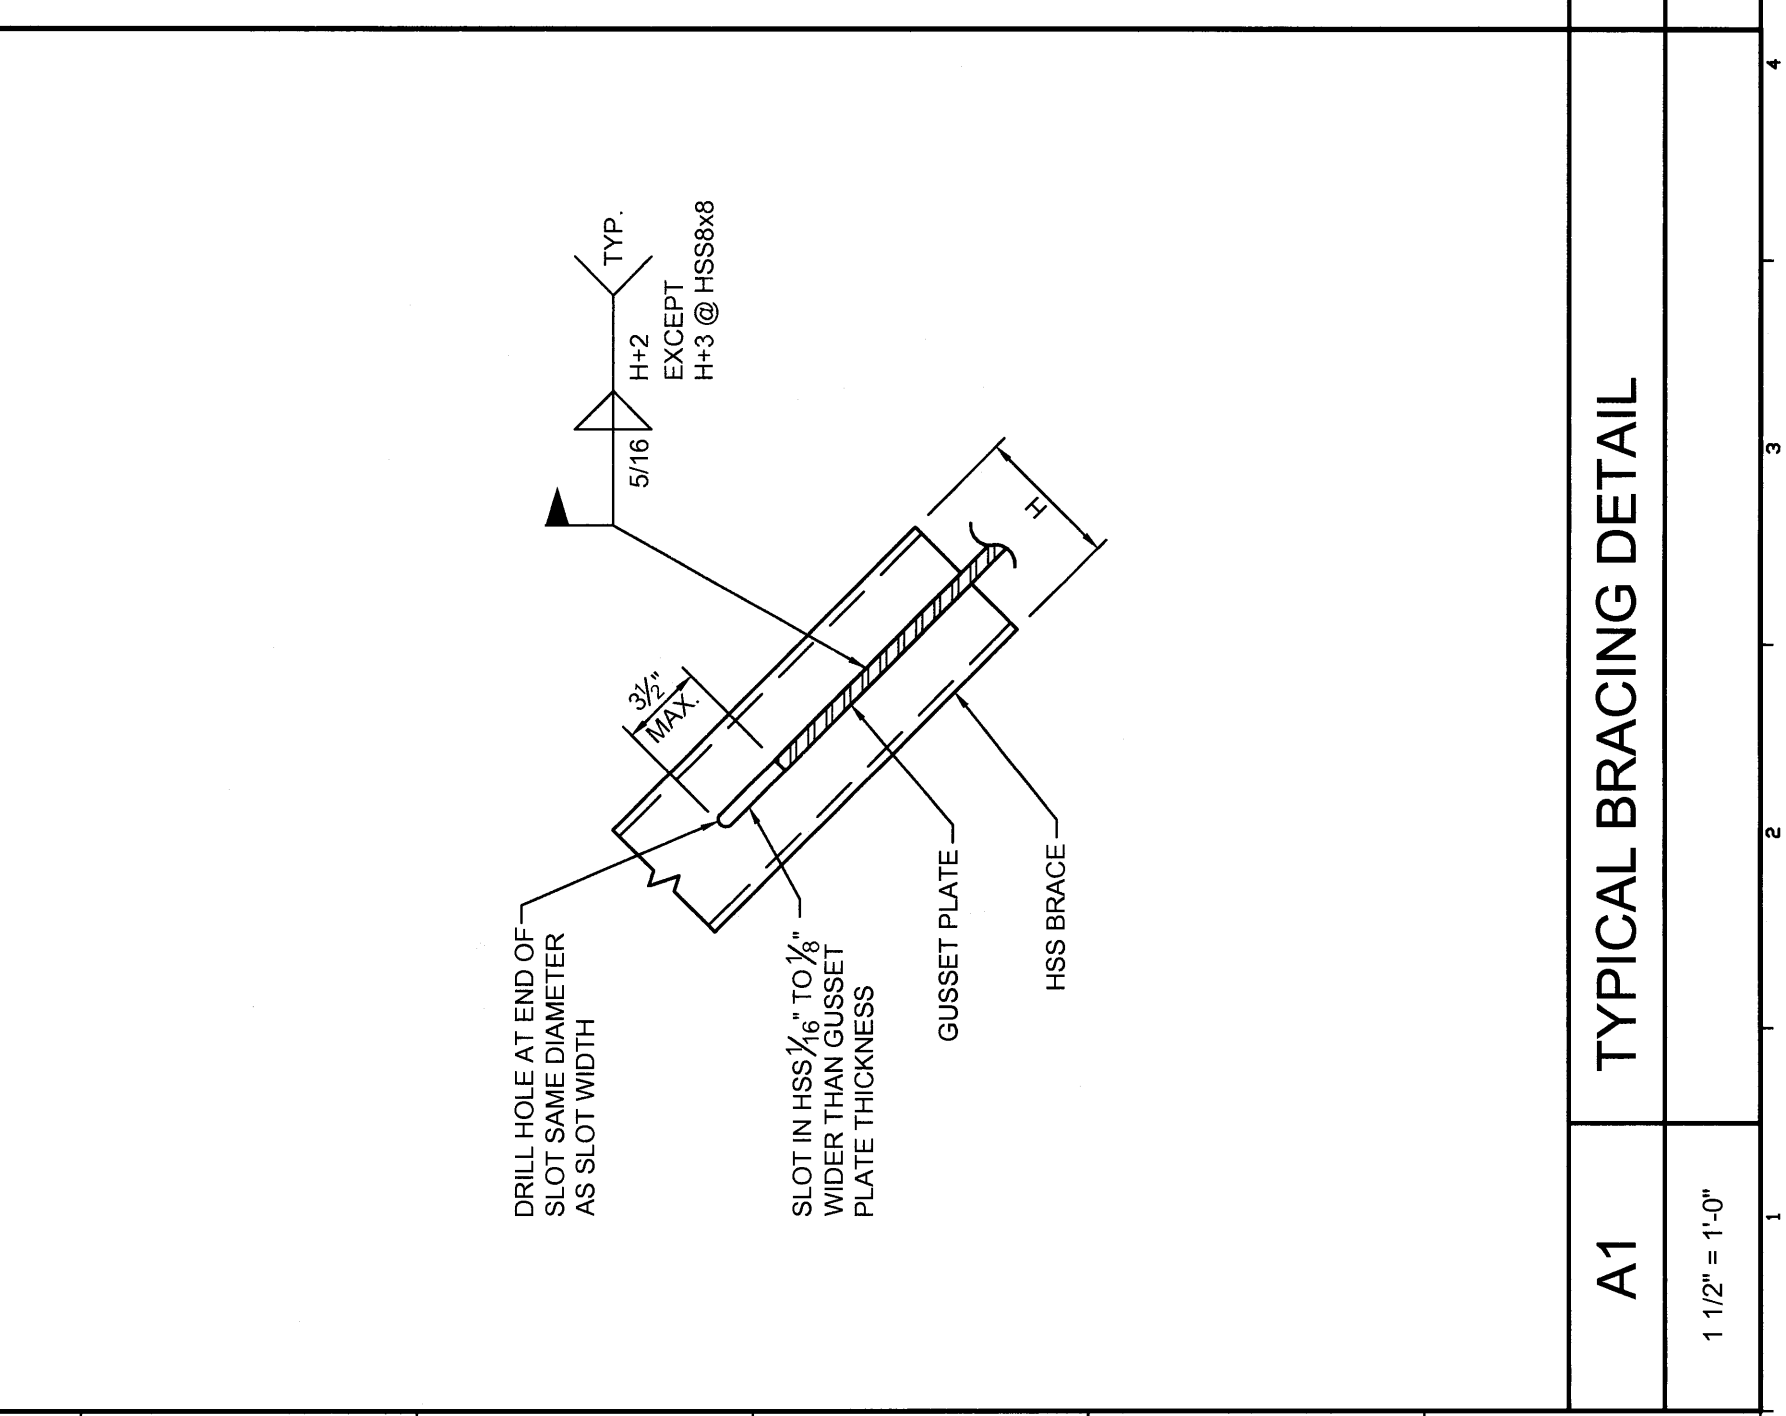 TYP.
H+2
EXCEPT
H+3 @ HSS8x8
5/16
H
3½"
MAX.
DRILL HOLE AT END OF
SLOT SAME DIAMETER
AS SLOT WIDTH
SLOT IN HSS 1/16" TO 1/8"
WIDER THAN GUSSET
PLATE THICKNESS
GUSSET PLATE
HSS BRACE
A1
TYPICAL BRACING DETAIL
1 1/2" = 1'-0"
1
2
3
4